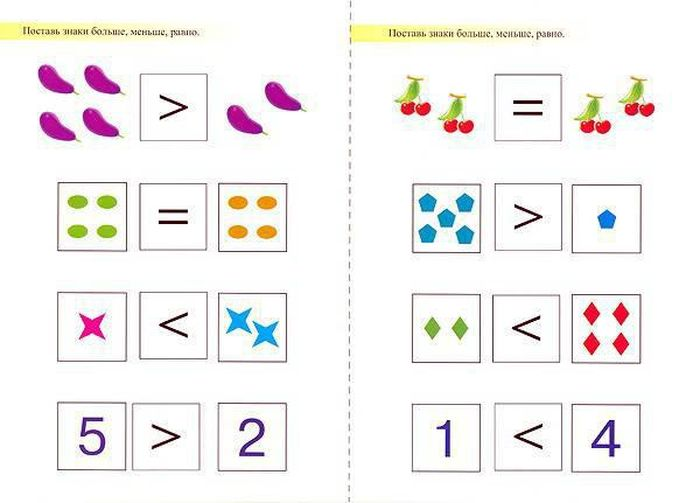 Поставь знаки больше, меньше, равно.
>
=
<
5 > 2
Поставь знаки больше, меньше, равно.
=
>
<
1 < 4